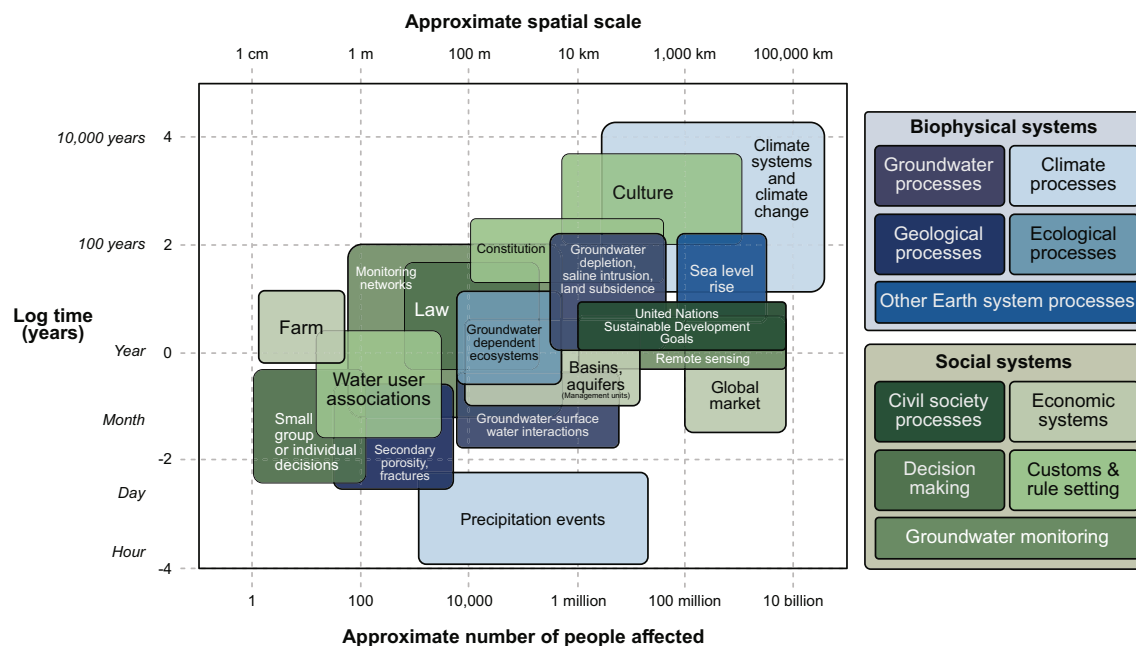 Approximate spatial scale
1 cm
1 m
100 m
10 km
1,000 km
100,000 km
Log time
(years)
10,000 years
100 years
Year
Month
Day
Hour
4
2
0
-2
-4
Climate
systems
and
climate
change
Culture
Constitution
Groundwater
depletion,
saline intrusion,
land subsidence
Sea level
rise
Monitoring
networks
Law
Farm
Groundwater
dependent
ecosystems
United Nations
Sustainable Development
Goals
Remote sensing
Water user
associations
Basins,
aquifers
(Management units)
Global
market
Small
group
or individual
decisions
Groundwater-surface
water interactions
Secondary
porosity,
fractures
Precipitation events
1
100
10,000
1 million
100 million
10 billion
Approximate number of people affected
Biophysical systems
Groundwater
processes
Climate
processes
Geological
processes
Ecological
processes
Other Earth system processes
Social systems
Civil society
processes
Economic
systems
Decision
making
Customs &
rule setting
Groundwater monitoring